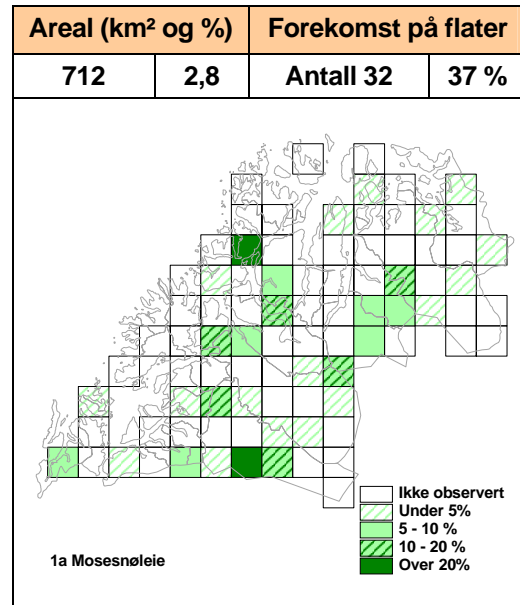 Areal (km² og %) Forekomst på flater
712 2,8 Antall 32 37 %
Ikke observert
Under 5%
5 - 10 %
10 - 20 %
Over 20%
1a Mosesnøleie